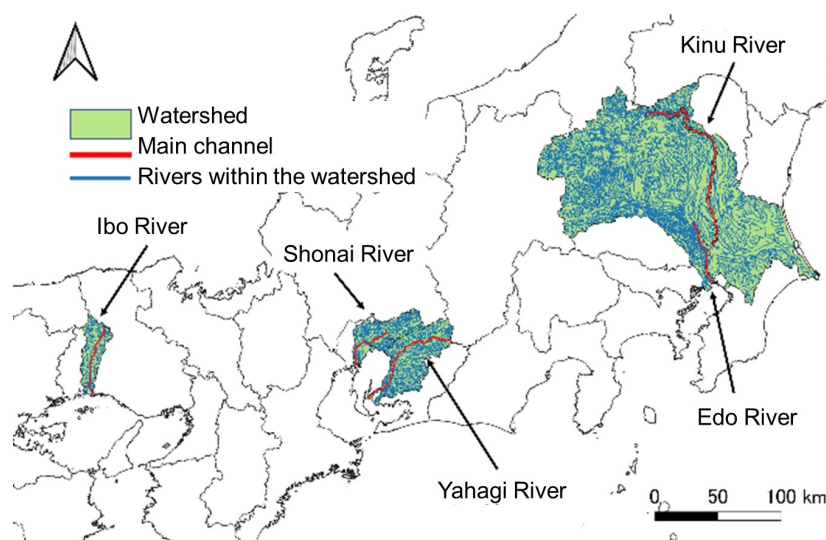 Kinu River
Watershed
Main channel
Rivers within the watershed
Ibo River
Shonai River
Edo River
Yahagi River
0 50 100 km